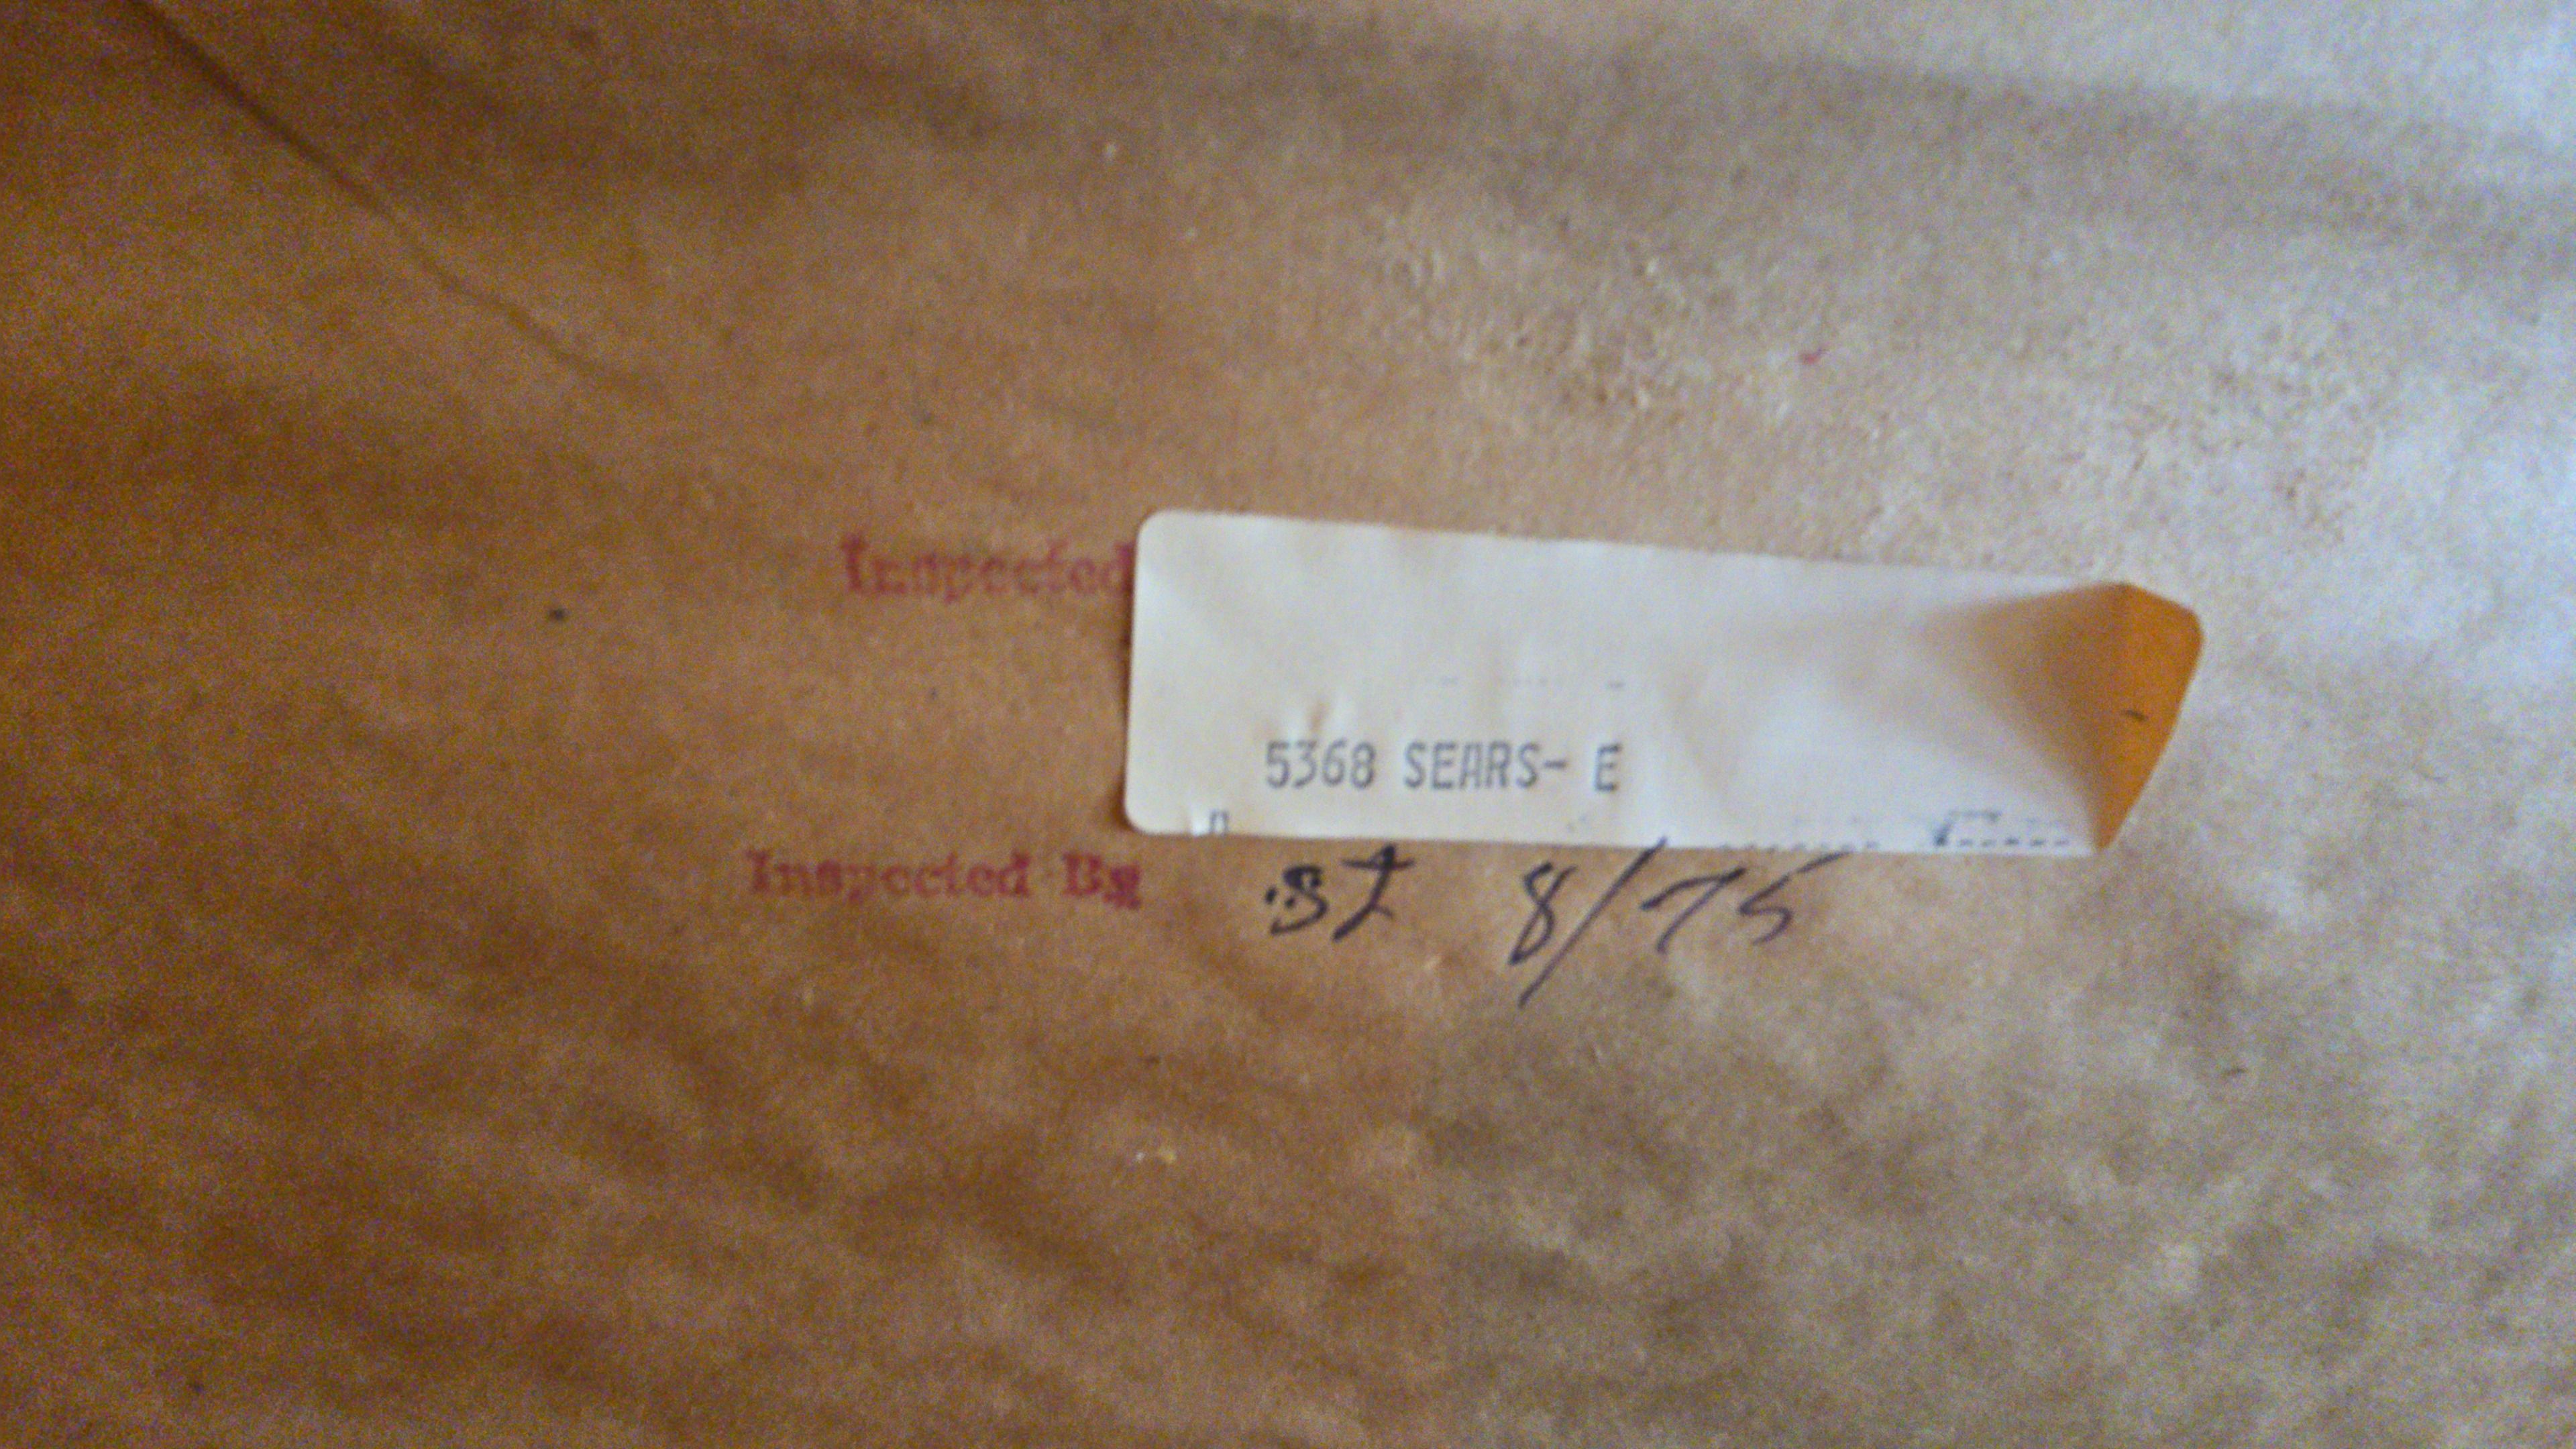 Inspected
5368 SEARS- E
Inspected By 8/75